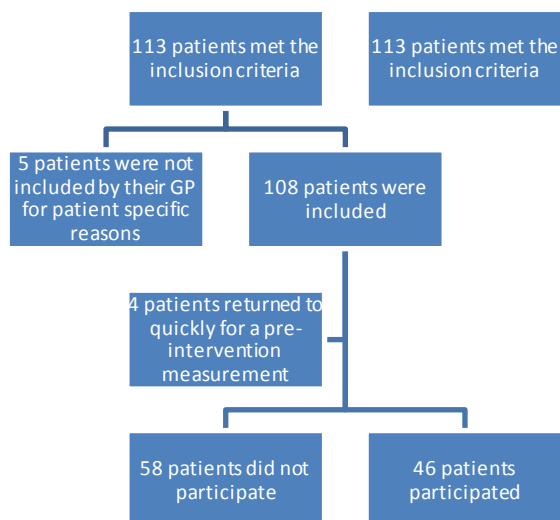 113 patients met the
inclusion criteria
113 patients met the
inclusion criteria
5 patients were not
included by their GP
for patient specific
reasons
108 patients were
included
4 patients returned to
quickly for a pre-
intervention
measurement
58 patients did not
participate
46 patients
participated